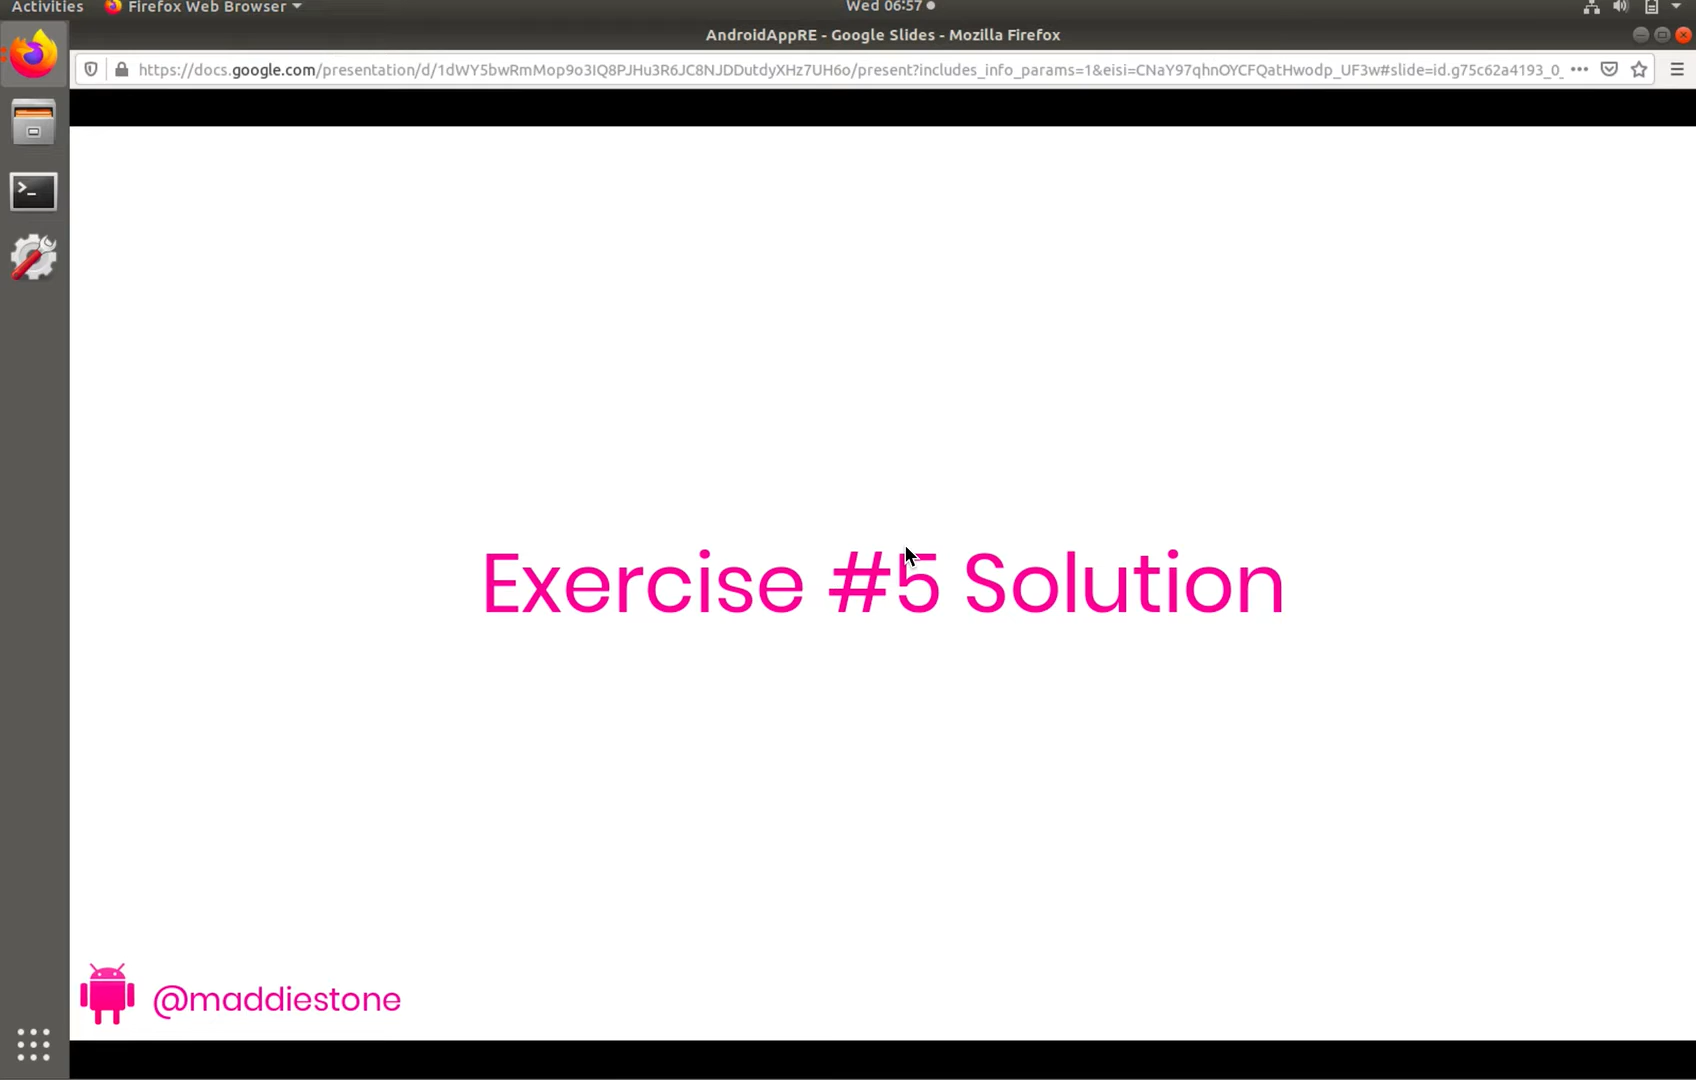 Activities Firefox Web Browser Wed 06:57
AndroidAppRE - Google Slides - Mozilla Firefox
https://docs.google.com/presentation/d/1dWY5bwRmMop9o3IQ8PJHu3R6JC8NJDDutdyXHz7UH6o/present?includes_info_params=1&eisi=CNaY97qhnOYCFQatHwodp_UF3w#slide=id.g75c62a4193_0_
Exercise #5 Solution
@maddiestone